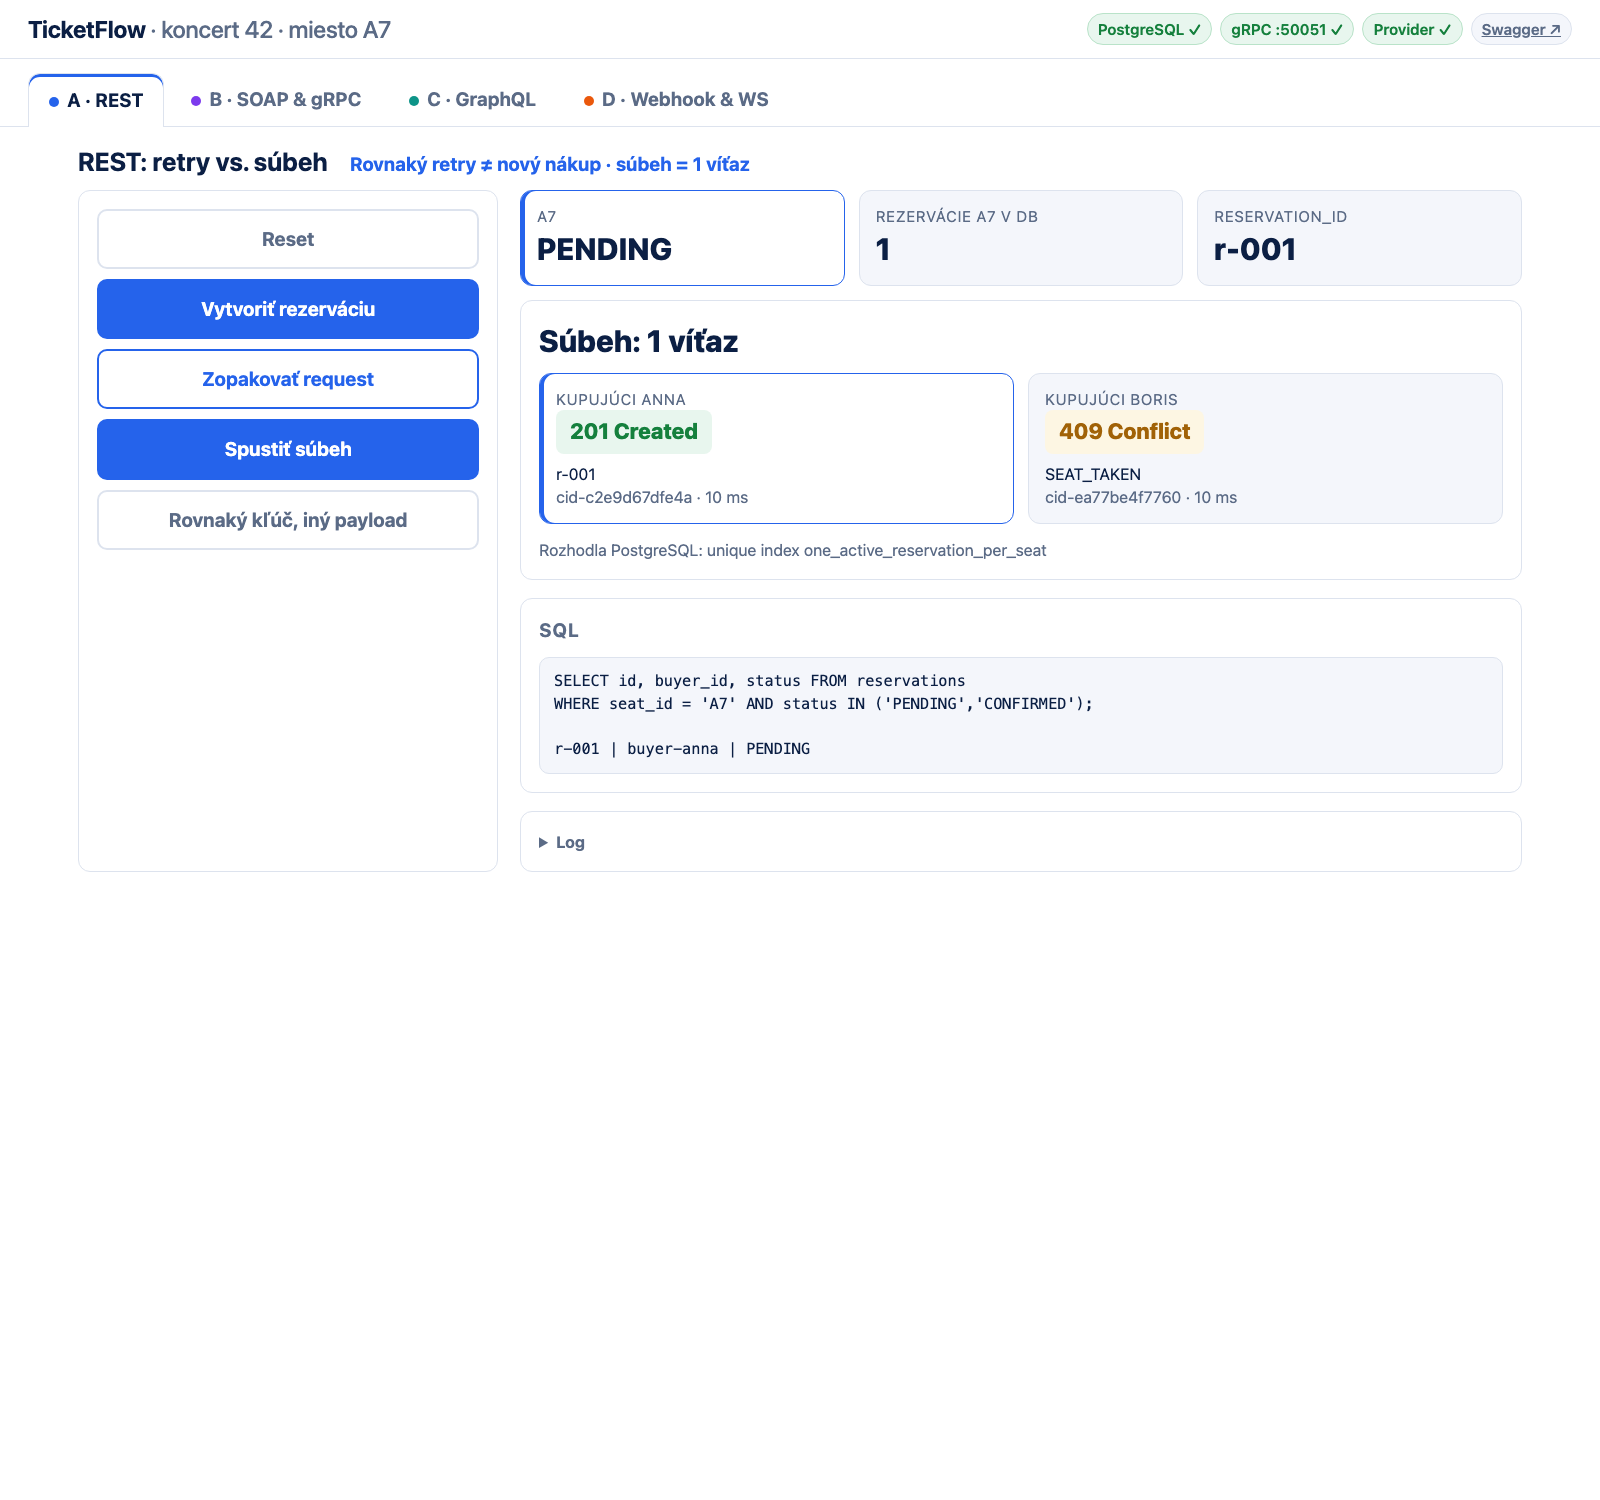 TicketFlow · koncert 42 · miesto A7
PostgreSQL ✓
gRPC :50051 ✓
Provider ✓
Swagger ↗
A · REST
B · SOAP & gRPC
C · GraphQL
D · Webhook & WS
REST: retry vs. súbeh
Rovnaký retry ≠ nový nákup · súbeh = 1 víťaz
Reset
Vytvoriť rezerváciu
Zopakovať request
Spustiť súbeh
Rovnaký kľúč, iný payload
A7
PENDING
REZERVÁCIE A7 V DB
1
RESERVATION_ID
r-001
Súbeh: 1 víťaz
KUPUJÚCI ANNA
201 Created
r-001
cid-c2e9d67dfe4a · 10 ms
KUPUJÚCI BORIS
409 Conflict
SEAT_TAKEN
cid-ea77be4f7760 · 10 ms
Rozhodla PostgreSQL: unique index one_active_reservation_per_seat
SQL
SELECT id, buyer_id, status FROM reservations
WHERE seat_id = 'A7' AND status IN ('PENDING','CONFIRMED');
r-001 | buyer-anna | PENDING
▶ Log